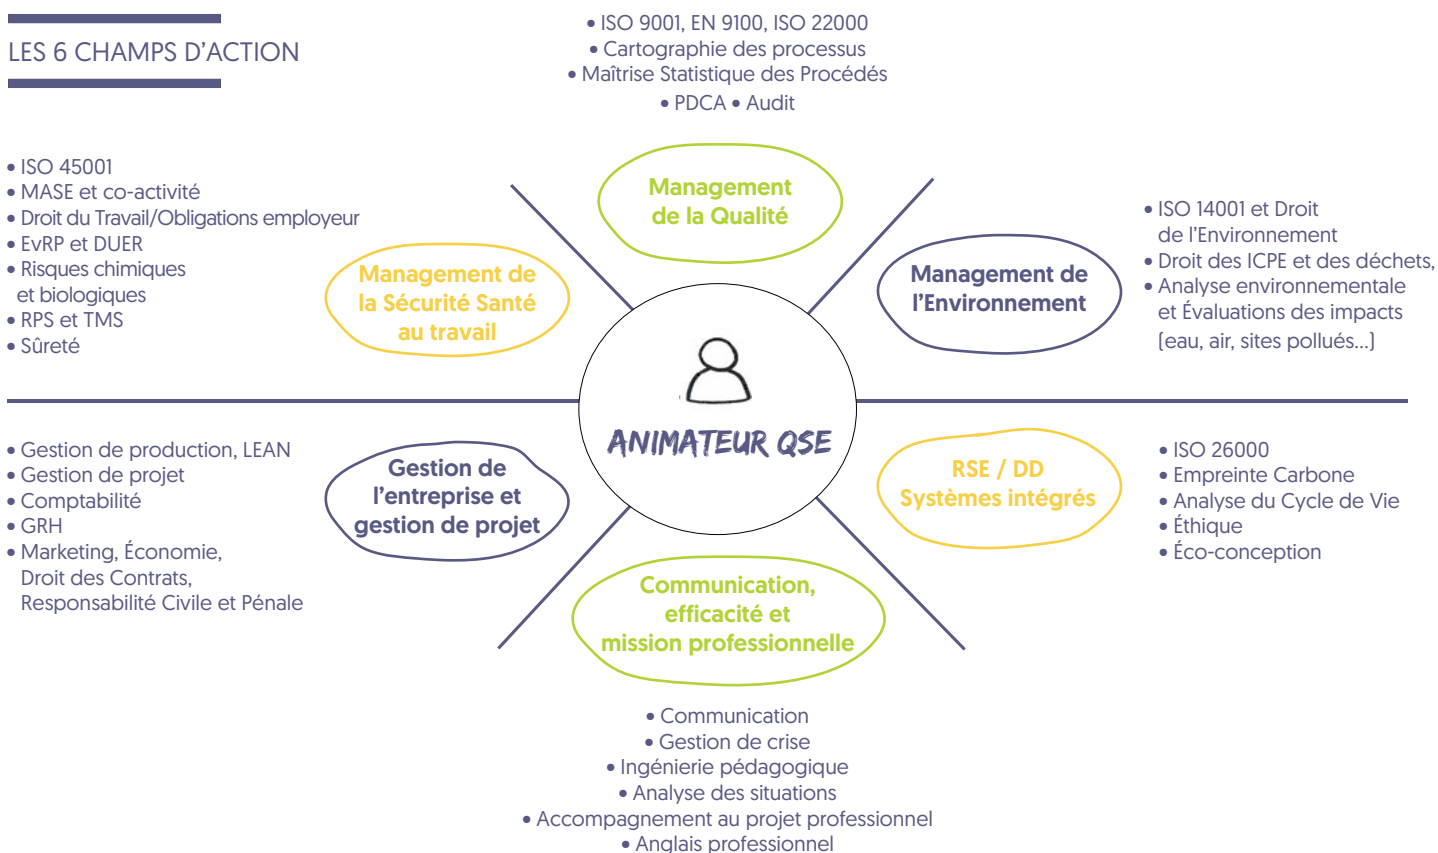 LES 6 CHAMPS D’ACTION
• ISO 9001, EN 9100, ISO 22000
• Cartographie des processus
• Maîtrise Statistique des Procédés
• PDCA • Audit
Management
de la Qualité
• ISO 45001
• MASE et co-activité
• Droit du Travail/Obligations employeur
• EvRP et DUER
• Risques chimiques
et biologiques
• RPS et TMS
• Sûreté
Management de
la Sécurité Santé
au travail
Management de
l’Environnement
• ISO 14001 et Droit
de l’Environnement
• Droit des ICPE et des déchets,
• Analyse environnementale
et Évaluations des impacts
(eau, air, sites pollués...)
ANIMATEUR QSE
• Gestion de production, LEAN
• Gestion de projet
• Comptabilité
• GRH
• Marketing, Économie,
Droit des Contrats,
Responsabilité Civile et Pénale
Gestion de
l’entreprise et
gestion de projet
RSE / DD
Systèmes intégrés
• ISO 26000
• Empreinte Carbone
• Analyse du Cycle de Vie
• Éthique
• Éco-conception
Communication,
efficacité et
mission professionnelle
• Communication
• Gestion de crise
• Ingénierie pédagogique
• Analyse des situations
• Accompagnement au projet professionnel
• Anglais professionnel